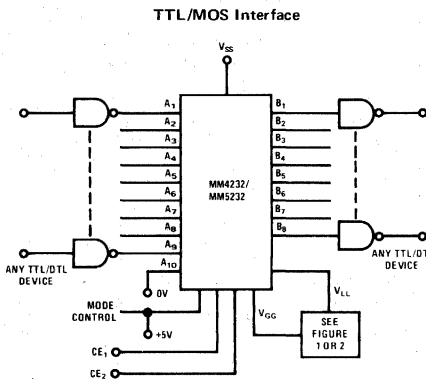 TTL/MOS Interface
VSS
A1
A2
A3
A4
A5
A6
A7
A8
A9
A10
MM4232/
MM5232
B1
B2
B3
B4
B5
B6
B7
B8
ANY TTL/DTL
DEVICE
ANY TTL/DT
DEVICE
0V
MODE
CONTROL
+5V
VLL
VGG
SEE
FIGURE
1 OR 2
CE1
CE2